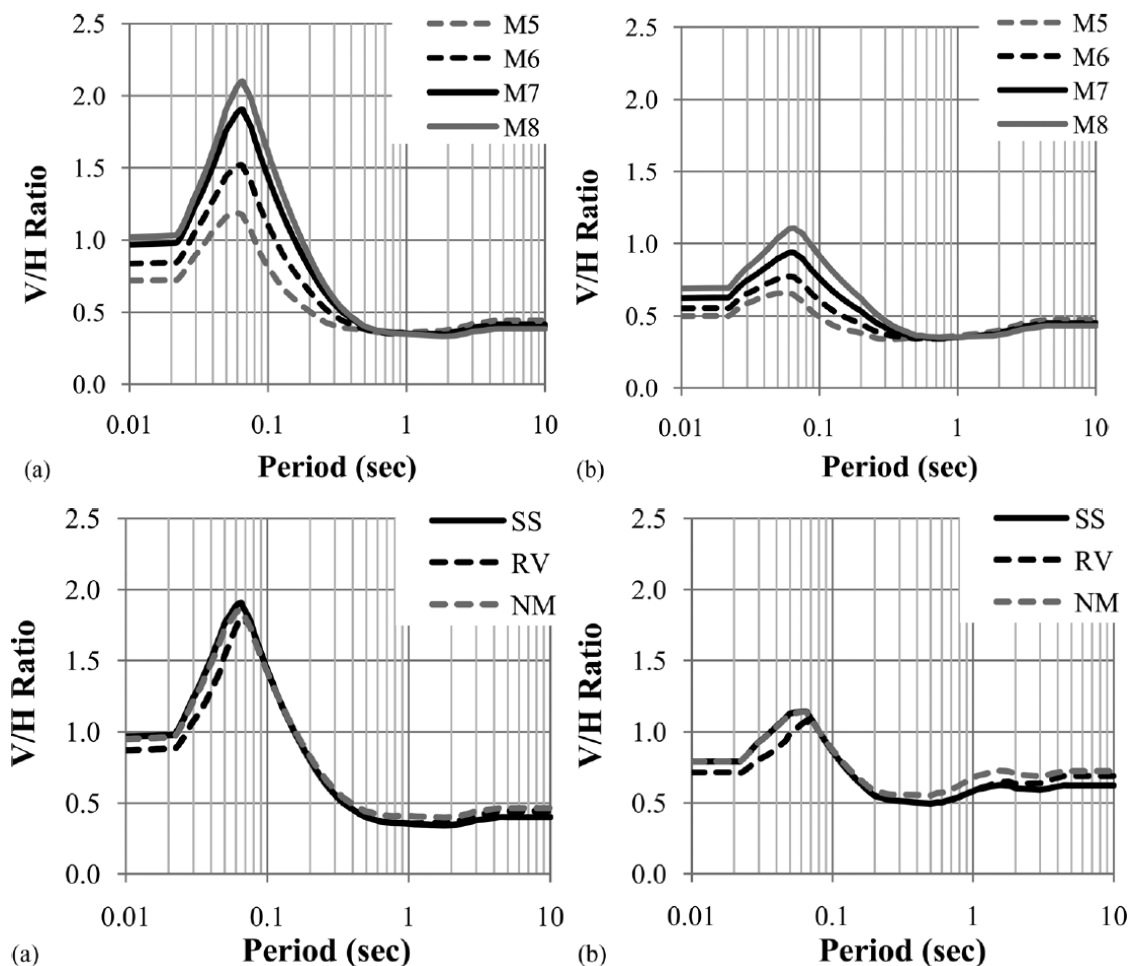 2.5
2.0
1.5
1.0
0.5
0.0
V/H Ratio
M5
M6
M7
M8
0.01 0.1 1 10
(a) Period (sec)
2.5
2.0
1.5
1.0
0.5
0.0
V/H Ratio
M5
M6
M7
M8
0.01 0.1 1 10
(b) Period (sec)
2.5
2.0
1.5
1.0
0.5
0.0
V/H Ratio
SS
RV
NM
0.01 0.1 1 10
(a) Period (sec)
2.5
2.0
1.5
1.0
0.5
0.0
V/H Ratio
SS
RV
NM
0.01 0.1 1 10
(b) Period (sec)